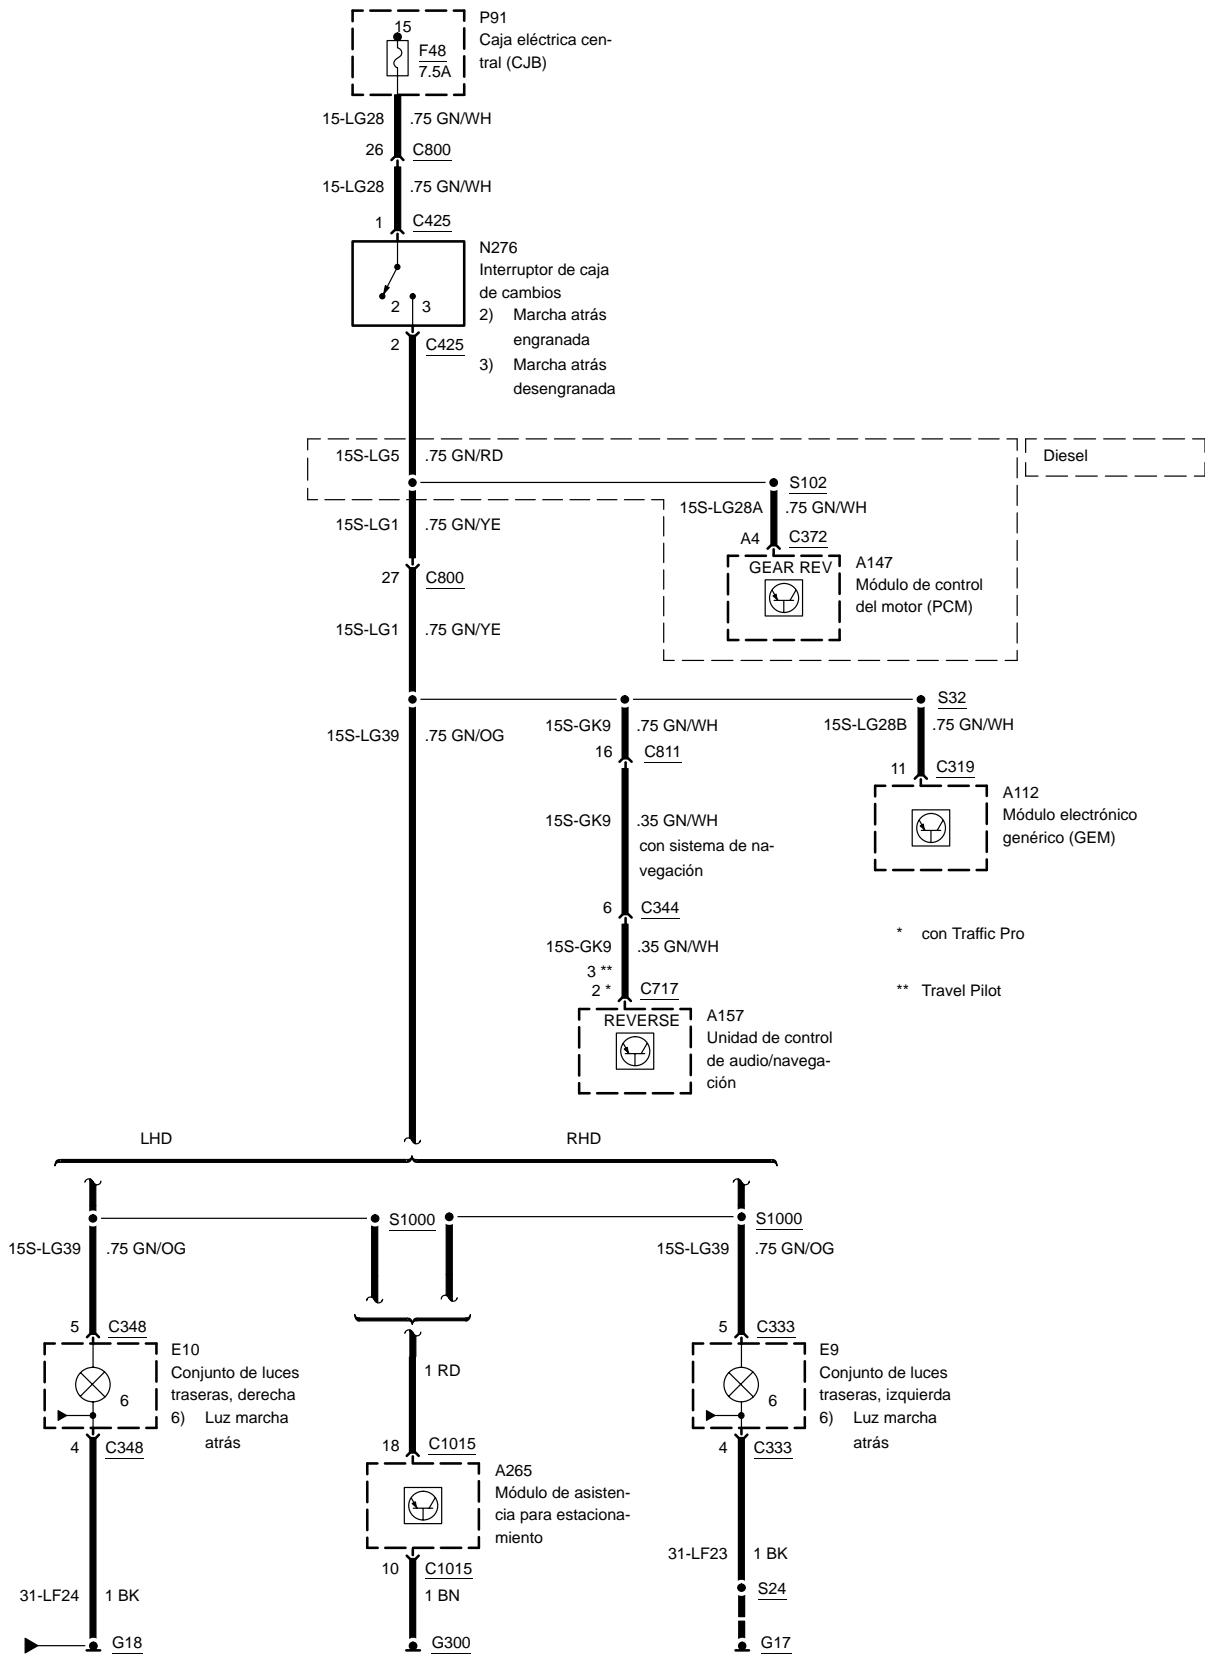 P91
Caja eléctrica cen-
tral (CJB)
15
F48
7.5A
15-LG28 .75 GN/WH
26 C800
15-LG28 .75 GN/WH
1 C425
N276
Interruptor de caja
de cambios
2) Marcha atrás
engranada
3) Marcha atrás
desengranada
2 3
2 C425
15S-LG5 .75 GN/RD
Diesel
S102
15S-LG28A .75 GN/WH
A4 C372
GEAR REV
A147
Módulo de control
del motor (PCM)
15S-LG1 .75 GN/YE
27 C800
15S-LG1 .75 GN/YE
S32
15S-LG39 .75 GN/OG
15S-GK9 .75 GN/WH
16 C811
15S-LG28B .75 GN/WH
11 C319
A112
Módulo electrónico
genérico (GEM)
15S-GK9 .35 GN/WH
con sistema de na-
vegación
6 C344
15S-GK9 .35 GN/WH
3 **
2 * C717
* con Traffic Pro
** Travel Pilot
REVERSE
A157
Unidad de control
de audio/navega-
ción
LHD RHD
S1000 S1000
15S-LG39 .75 GN/OG
15S-LG39 .75 GN/OG
5 C348
E10
Conjunto de luces
traseras, derecha
6) Luz marcha
atrás
6
4 C348
1 RD
18 C1015
A265
Módulo de asisten-
cia para estaciona-
miento
10 C1015
1 BN
5 C333
E9
Conjunto de luces
traseras, izquierda
6) Luz marcha
atrás
6
4 C333
31-LF23 1 BK
S24
31-LF24 1 BK
G18 G300 G17